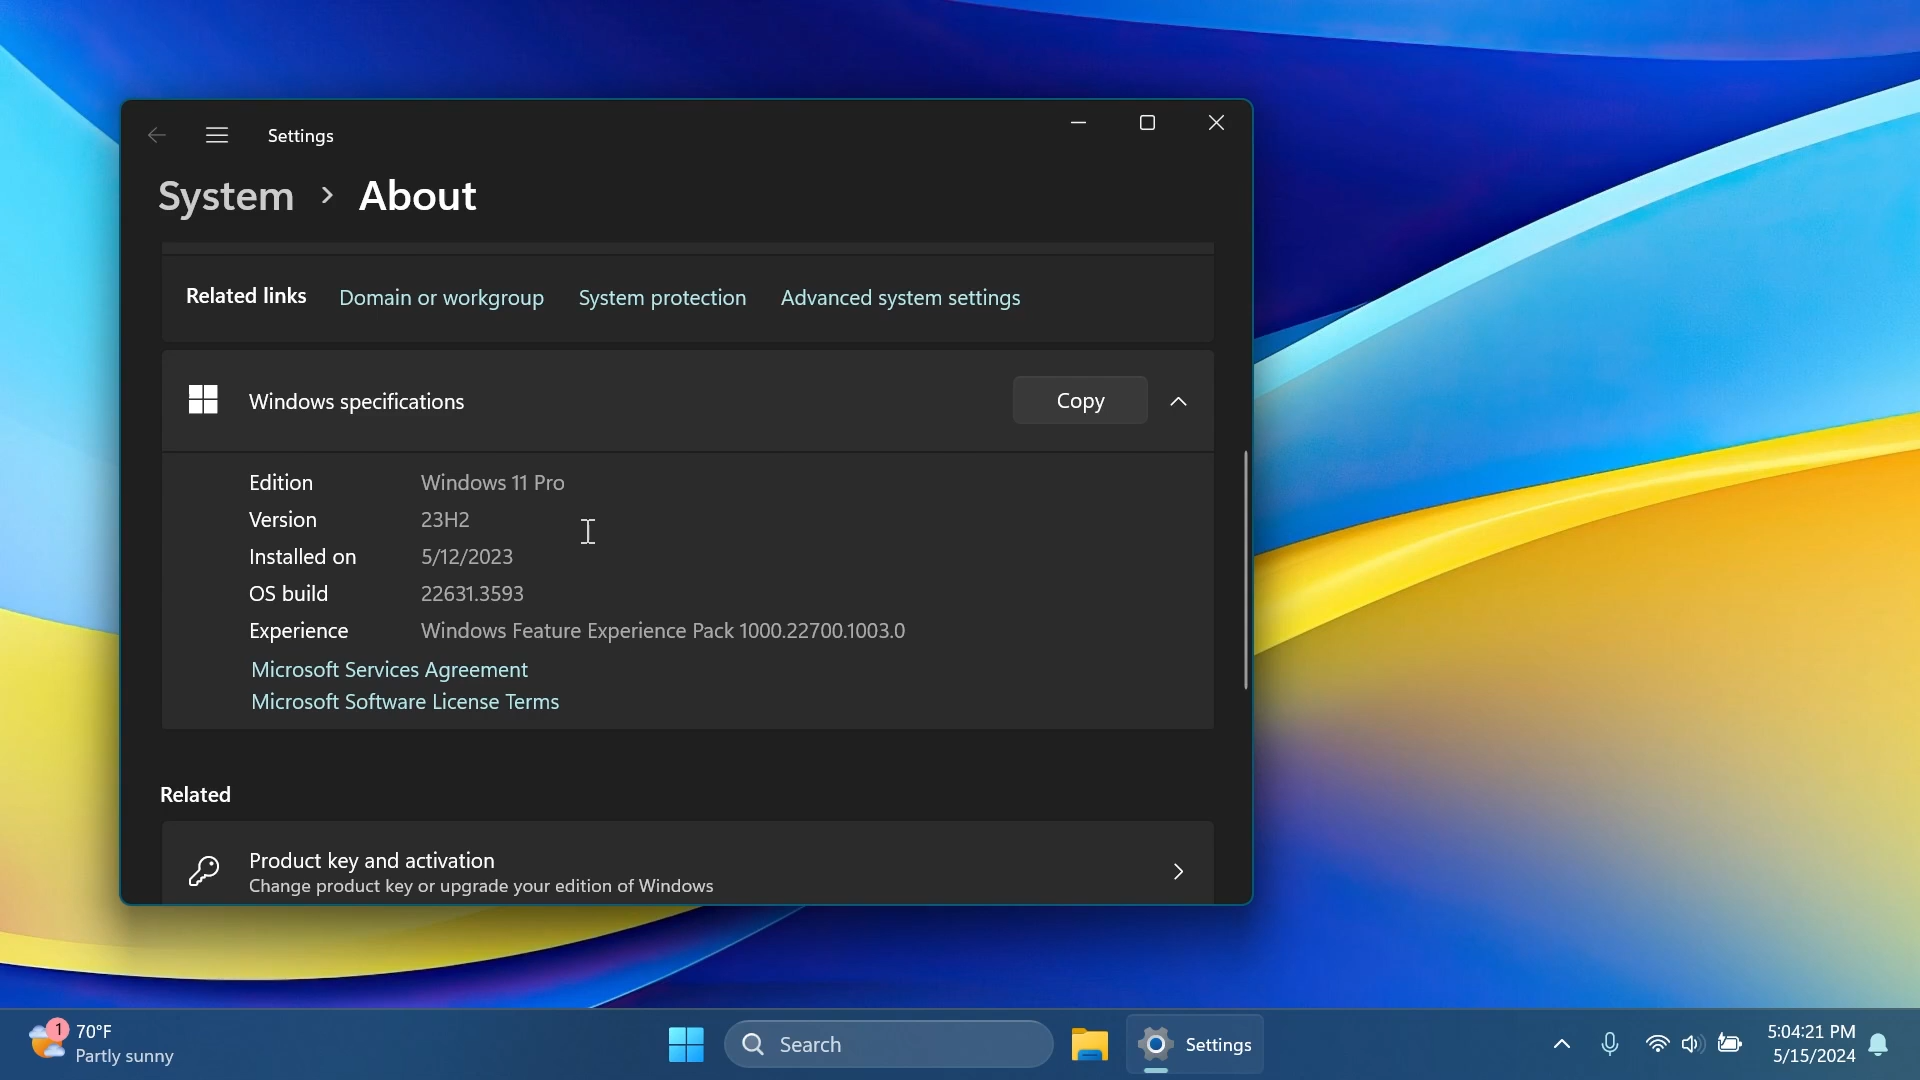 Settings
System > About
Related links Domain or workgroup System protection Advanced system settings
Windows specifications Copy
Edition Windows 11 Pro
Version 23H2
Installed on 5/12/2023
OS build 22631.3593
Experience Windows Feature Experience Pack 1000.22700.1003.0
Microsoft Services Agreement
Microsoft Software License Terms
Related
Product key and activation
Change product key or upgrade your edition of Windows
1 70°F
Partly sunny
Search
Settings
5:04:21 PM
5/15/2024